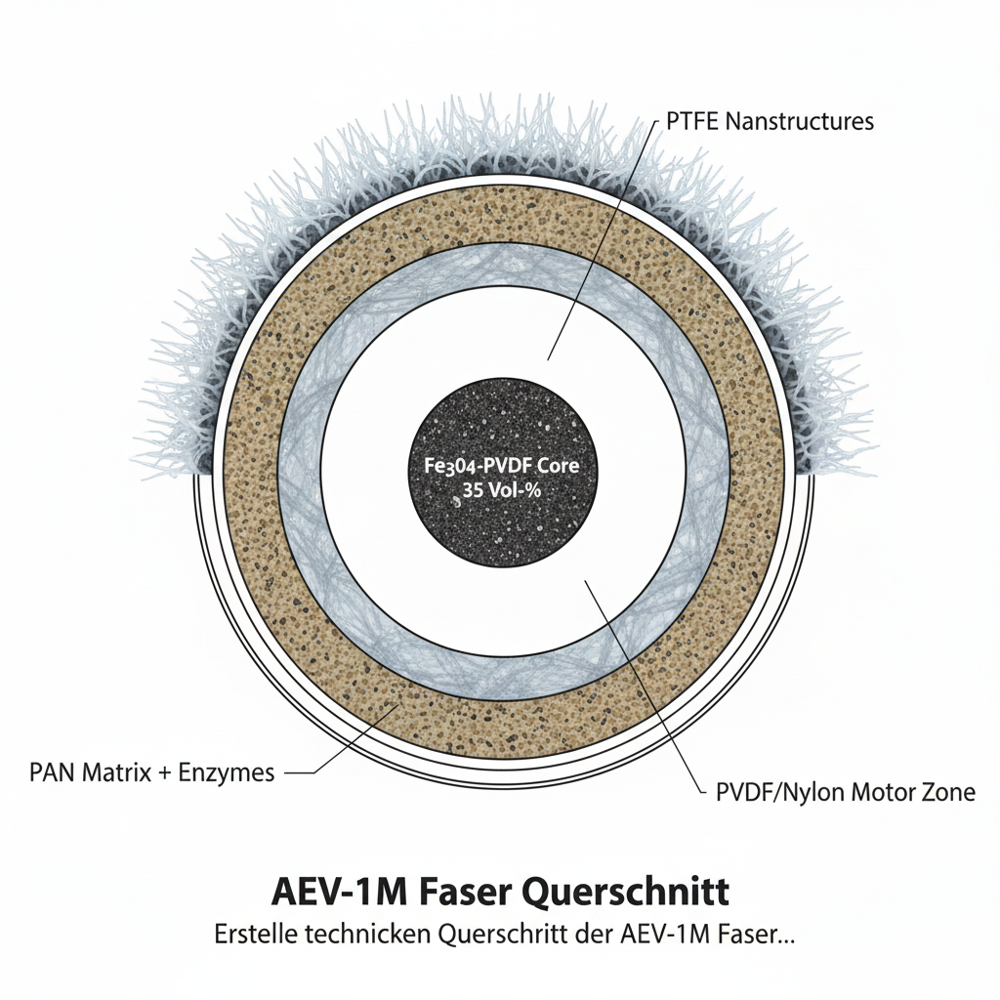 PTFE Nanstructures
Fe3o4-PVDF Core
35 Vol-%
PAN Matrix + Enzymes
PVDF/Nylon Motor Zone
AEV-1M Faser Querschnitt
Erstelle technicken Querschritt der AEV-1M Faser...